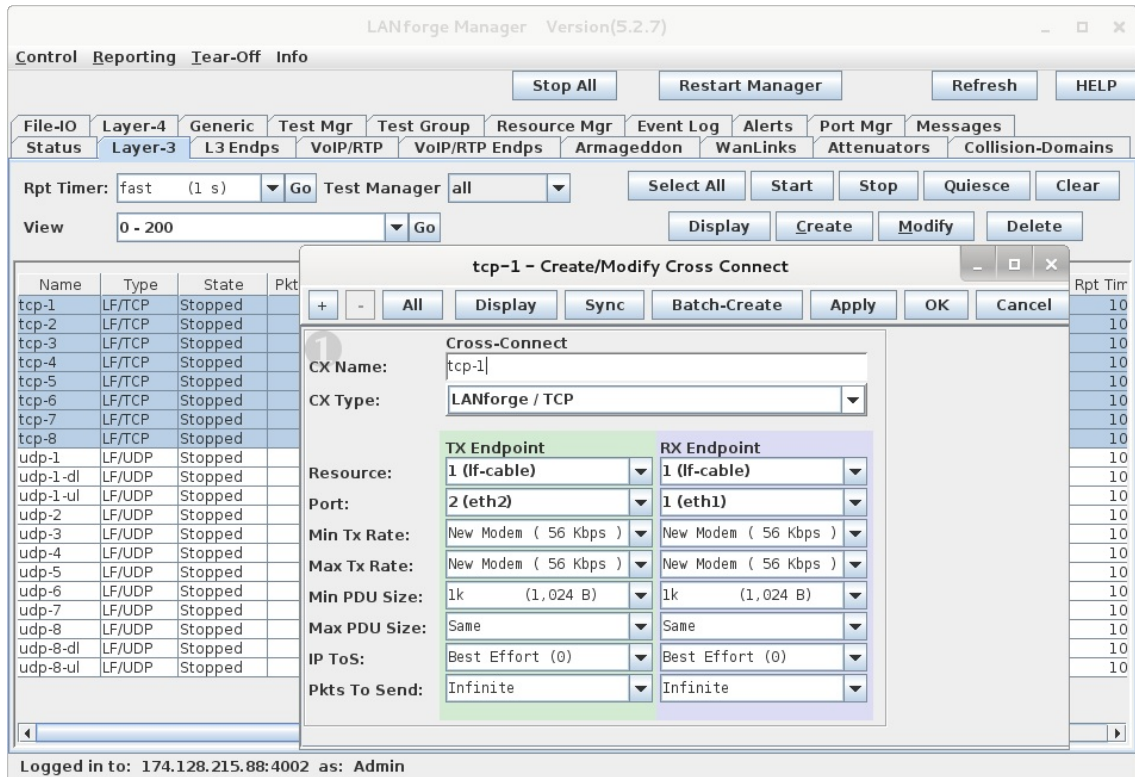 LANforge Manager Version(5.2.7)
Control Reporting Tear-Off Info
Stop All Restart Manager Refresh HELP
File-IO Layer-4 Generic Test Mgr Test Group Resource Mgr Event Log Alerts Port Mgr Messages
Status Layer-3 L3 Endps VoIP/RTP VoIP/RTP Endps Armageddon WanLinks Attenuators Collision-Domains
Rpt Timer: fast (1 s) Go Test Manager all Select All Start Stop Quiesce Clear
View 0 - 200 Go Display Create Modify Delete
Name Type State Pkt Rpt Tim
tcp-1 LF/TCP Stopped 10
tcp-2 LF/TCP Stopped 10
tcp-3 LF/TCP Stopped 10
tcp-4 LF/TCP Stopped 10
tcp-5 LF/TCP Stopped 10
tcp-6 LF/TCP Stopped 10
tcp-7 LF/TCP Stopped 10
tcp-8 LF/TCP Stopped 10
udp-1 LF/UDP Stopped 10
udp-1-dl LF/UDP Stopped 10
udp-1-ul LF/UDP Stopped 10
udp-2 LF/UDP Stopped 10
udp-3 LF/UDP Stopped 10
udp-4 LF/UDP Stopped 10
udp-5 LF/UDP Stopped 10
udp-6 LF/UDP Stopped 10
udp-7 LF/UDP Stopped 10
udp-8 LF/UDP Stopped 10
udp-8-dl LF/UDP Stopped 10
udp-8-ul LF/UDP Stopped 10
tcp-1 - Create/Modify Cross Connect
+ - All Display Sync Batch-Create Apply OK Cancel
1
Cross-Connect
CX Name: tcp-1
CX Type: LANforge / TCP
TX Endpoint RX Endpoint
Resource: 1 (lf-cable) 1 (lf-cable)
Port: 2 (eth2) 1 (eth1)
Min Tx Rate: New Modem ( 56 Kbps ) New Modem ( 56 Kbps )
Max Tx Rate: New Modem ( 56 Kbps ) New Modem ( 56 Kbps )
Min PDU Size: 1k (1,024 B) 1k (1,024 B)
Max PDU Size: Same Same
IP ToS: Best Effort (0) Best Effort (0)
Pkts To Send: Infinite Infinite
Logged in to: 174.128.215.88:4002 as: Admin